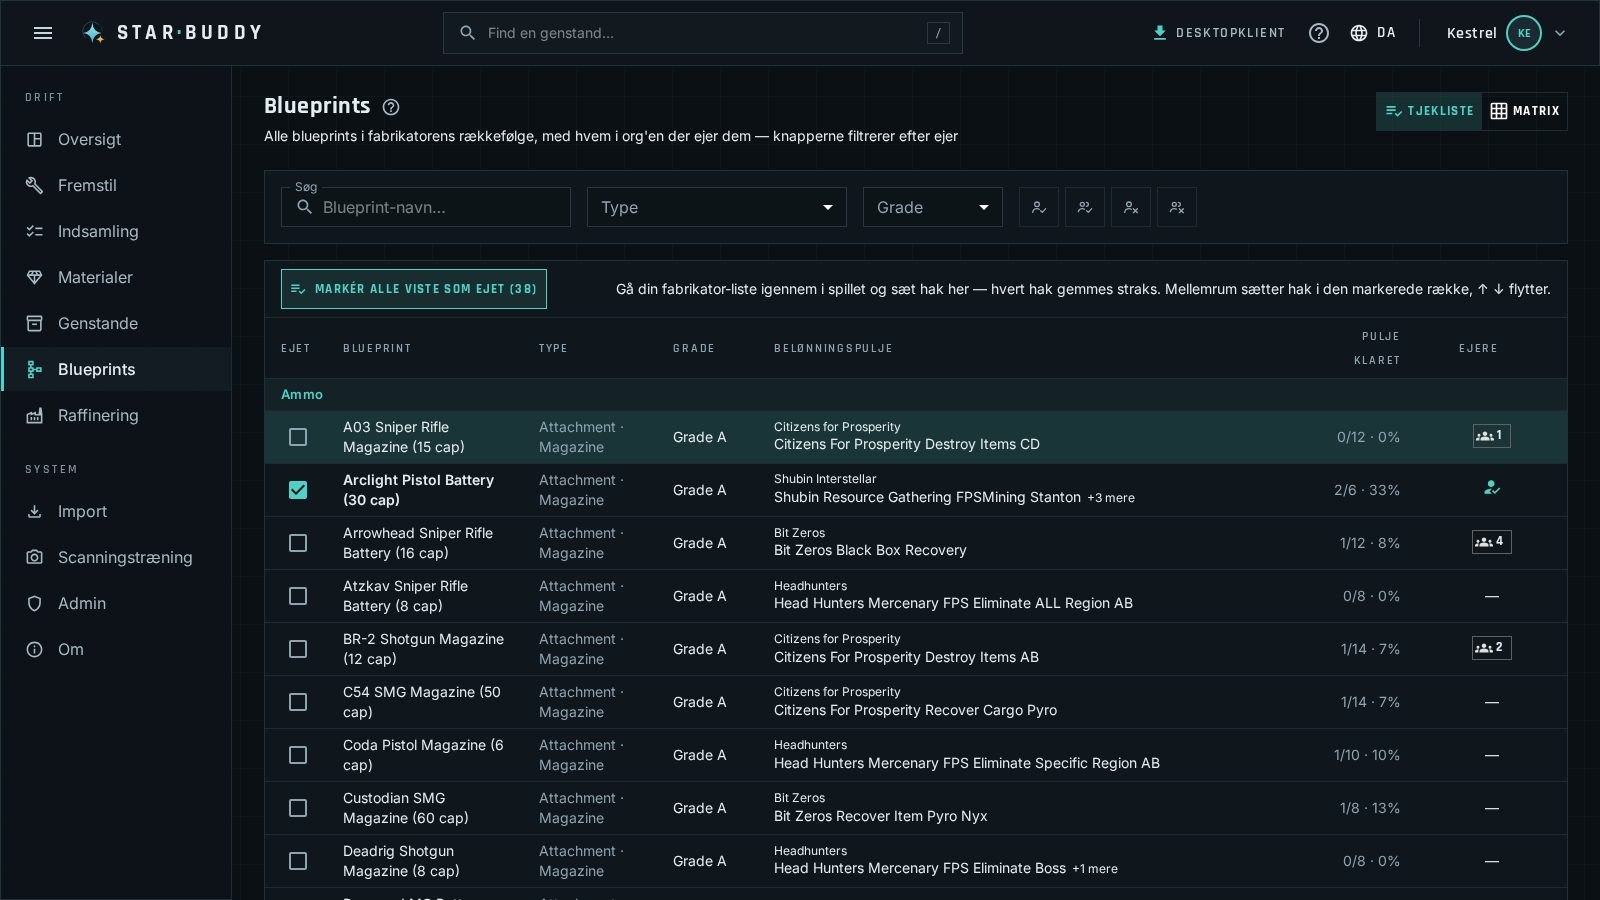 STAR·BUDDY
Find en genstand...
/
DESKTOPKLIENT
DA
Kestrel
KE
DRIFT
Oversigt
Fremstil
Indsamling
Materialer
Genstande
Blueprints
Raffinering
SYSTEM
Import
Scanningstræning
Admin
Om
Blueprints
Alle blueprints i fabrikatorens rækkefølge, med hvem i org'en der ejer dem — knapperne filtrerer efter ejer
TJEKLISTE
MATRIX
Søg
Blueprint-navn...
Type
Grade
MARKÉR ALLE VISTE SOM EJET (38)
Gå din fabrikator-liste igennem i spillet og sæt hak her — hvert hak gemmes straks. Mellemrum sætter hak i den markerede række, ↑ ↓ flytter.
EJET
BLUEPRINT
TYPE
GRADE
BELØNNINGSPULJE
PULJE
KLARET
EJERE
Ammo
A03 Sniper Rifle
Magazine (15 cap)
Attachment ·
Magazine
Grade A
Citizens for Prosperity
Citizens For Prosperity Destroy Items CD
0/12 · 0%
1
Arclight Pistol Battery
(30 cap)
Attachment ·
Magazine
Grade A
Shubin Interstellar
Shubin Resource Gathering FPSMining Stanton +3 mere
2/6 · 33%
Arrowhead Sniper Rifle
Battery (16 cap)
Attachment ·
Magazine
Grade A
Bit Zeros
Bit Zeros Black Box Recovery
1/12 · 8%
4
Atzkav Sniper Rifle
Battery (8 cap)
Attachment ·
Magazine
Grade A
Headhunters
Head Hunters Mercenary FPS Eliminate ALL Region AB
0/8 · 0%
—
BR-2 Shotgun Magazine
(12 cap)
Attachment ·
Magazine
Grade A
Citizens for Prosperity
Citizens For Prosperity Destroy Items AB
1/14 · 7%
2
C54 SMG Magazine (50
cap)
Attachment ·
Magazine
Grade A
Citizens for Prosperity
Citizens For Prosperity Recover Cargo Pyro
1/14 · 7%
—
Coda Pistol Magazine (6
cap)
Attachment ·
Magazine
Grade A
Headhunters
Head Hunters Mercenary FPS Eliminate Specific Region AB
1/10 · 10%
—
Custodian SMG
Magazine (60 cap)
Attachment ·
Magazine
Grade A
Bit Zeros
Bit Zeros Recover Item Pyro Nyx
1/8 · 13%
—
Deadrig Shotgun
Magazine (8 cap)
Attachment ·
Magazine
Grade A
Headhunters
Head Hunters Mercenary FPS Eliminate Boss +1 mere
0/8 · 0%
—